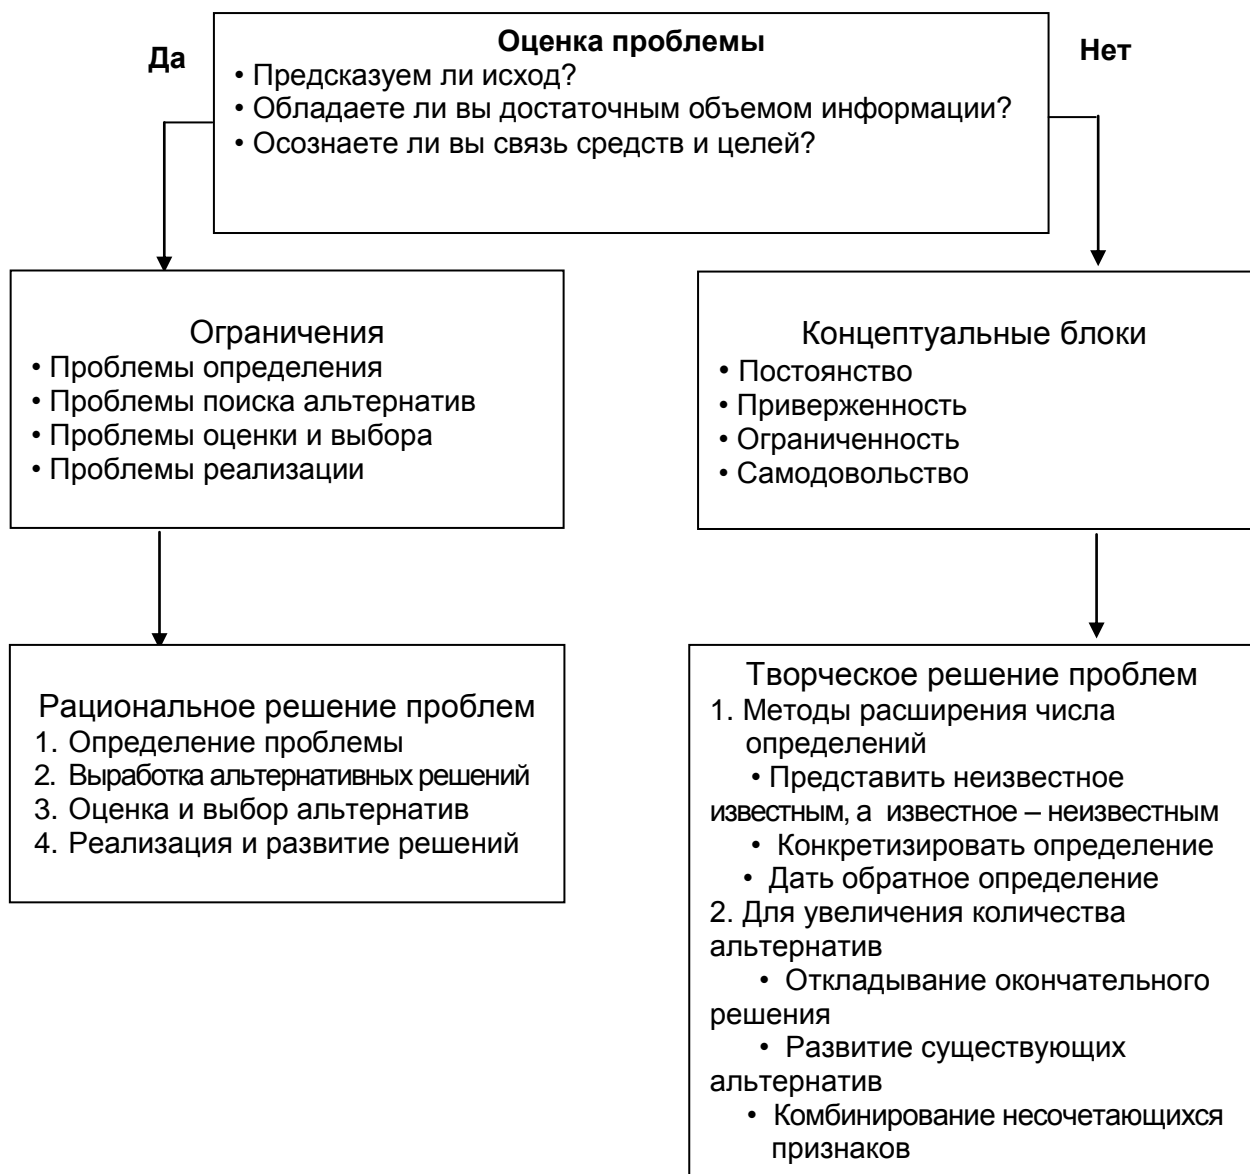 Да
Оценка проблемы
Нет
• Предсказуем ли исход?
• Обладаете ли вы достаточным объемом информации?
• Осознаете ли вы связь средств и целей?
Ограничения
• Проблемы определения
• Проблемы поиска альтернатив
• Проблемы оценки и выбора
• Проблемы реализации
Концептуальные блоки
• Постоянство
• Приверженность
• Ограниченность
• Самодовольство
Рациональное решение проблем
1. Определение проблемы
2. Выработка альтернативных решений
3. Оценка и выбор альтернатив
4. Реализация и развитие решений
Творческое решение проблем
1. Методы расширения числа
определений
• Представить неизвестное
известным, а известное – неизвестным
• Конкретизировать определение
• Дать обратное определение
2. Для увеличения количества
альтернатив
• Откладывание окончательного
решения
• Развитие существующих
альтернатив
• Комбинирование несочетающихся
признаков